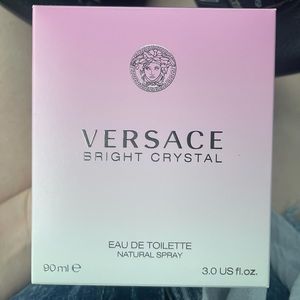 VERSACE
BRIGHT CRYSTAL
EAU DE TOILETTE
NATURAL SPRAY
90 ml ℮ 3.0 US fl.oz.